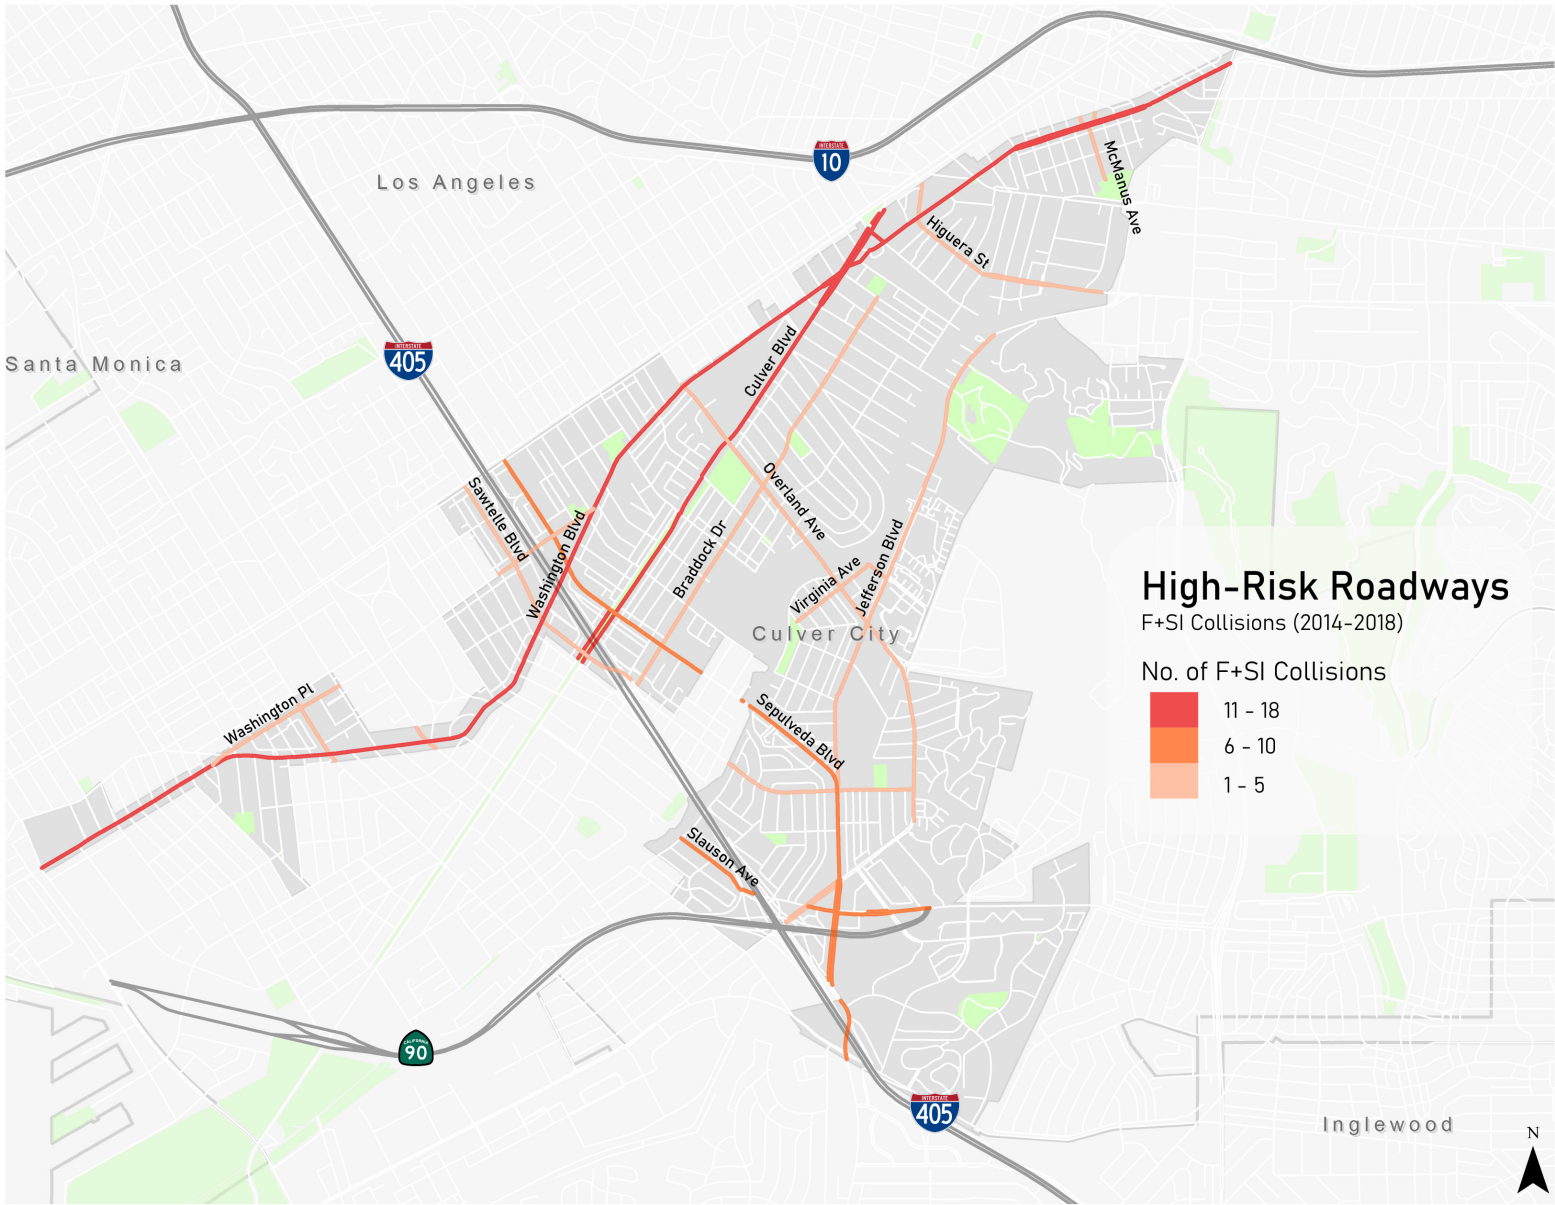 INTERSTATE
10
Los Angeles
McManus Ave
Higuera St
INTERSTATE
405
Santa Monica
Culver Blvd
Sawtelle Blvd
Overland Ave
Washington Blvd
Braddock Dr
Jefferson Blvd
Virginia Ave
Culver City
High-Risk Roadways
F+SI Collisions (2014-2018)
No. of F+SI Collisions
11 - 18
6 - 10
1 - 5
Washington Pl
Sepulveda Blvd
Slauson Ave
CALIFORNIA
90
INTERSTATE
405
Inglewood
N